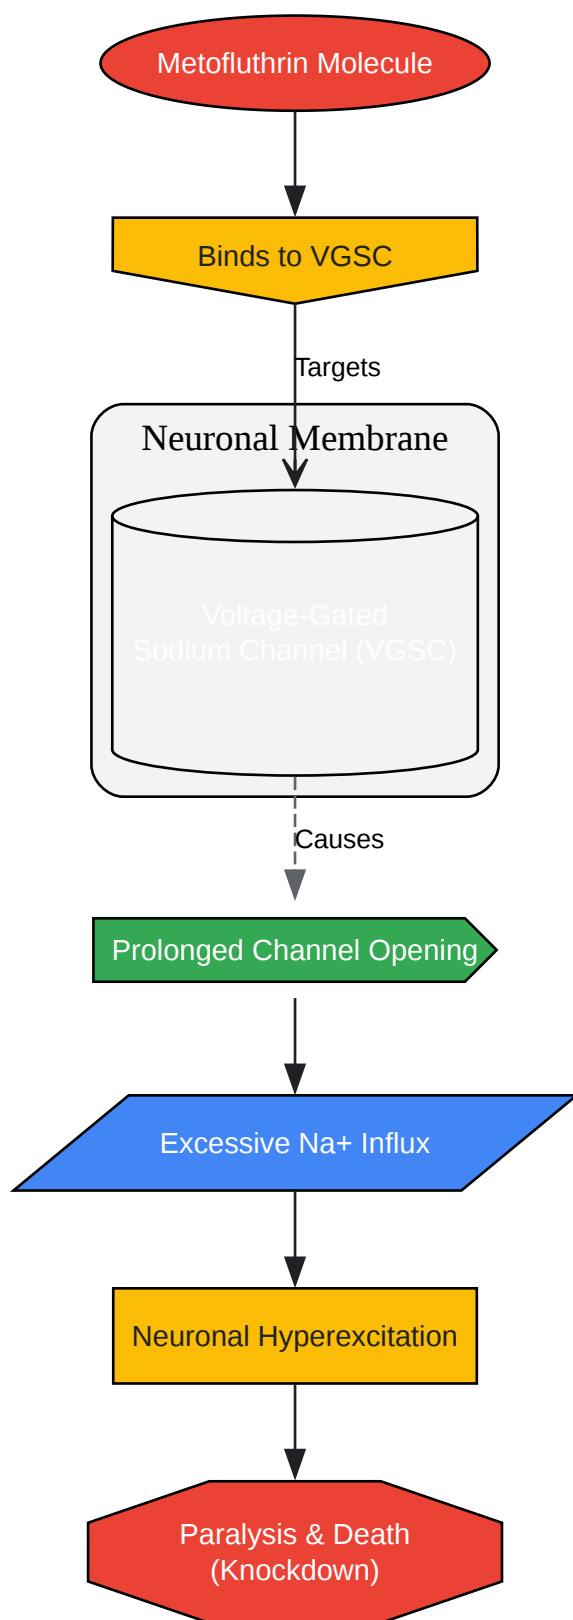 Metofluthrin Molecule
Binds to VGSC
Targets
Neuronal Membrane
Voltage-Gated
Sodium Channel (VGSC)
Causes
Prolonged Channel Opening
Excessive Na+ Influx
Neuronal Hyperexcitation
Paralysis & Death
(Knockdown)